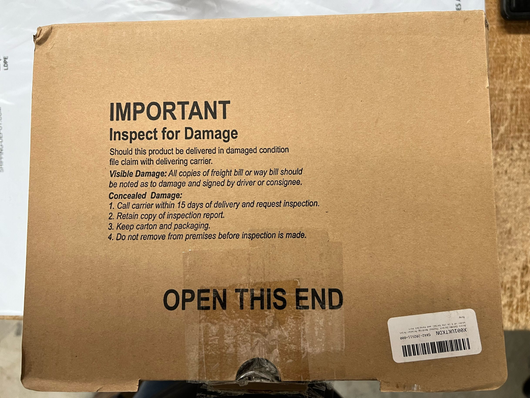 IMPORTANT
Inspect for Damage
Should this product be delivered in damaged condition
file claim with delivering carrier.
Visible Damage: All copies of freight bill or way bill should
be noted as to damage and signed by driver or consignee.
Concealed Damage:
1. Call carrier within 15 days of delivery and request inspection.
2. Retain copy of inspection report.
3. Keep carton and packaging.
4. Do not remove from premises before inspection is made.
OPEN THIS END
LDPE